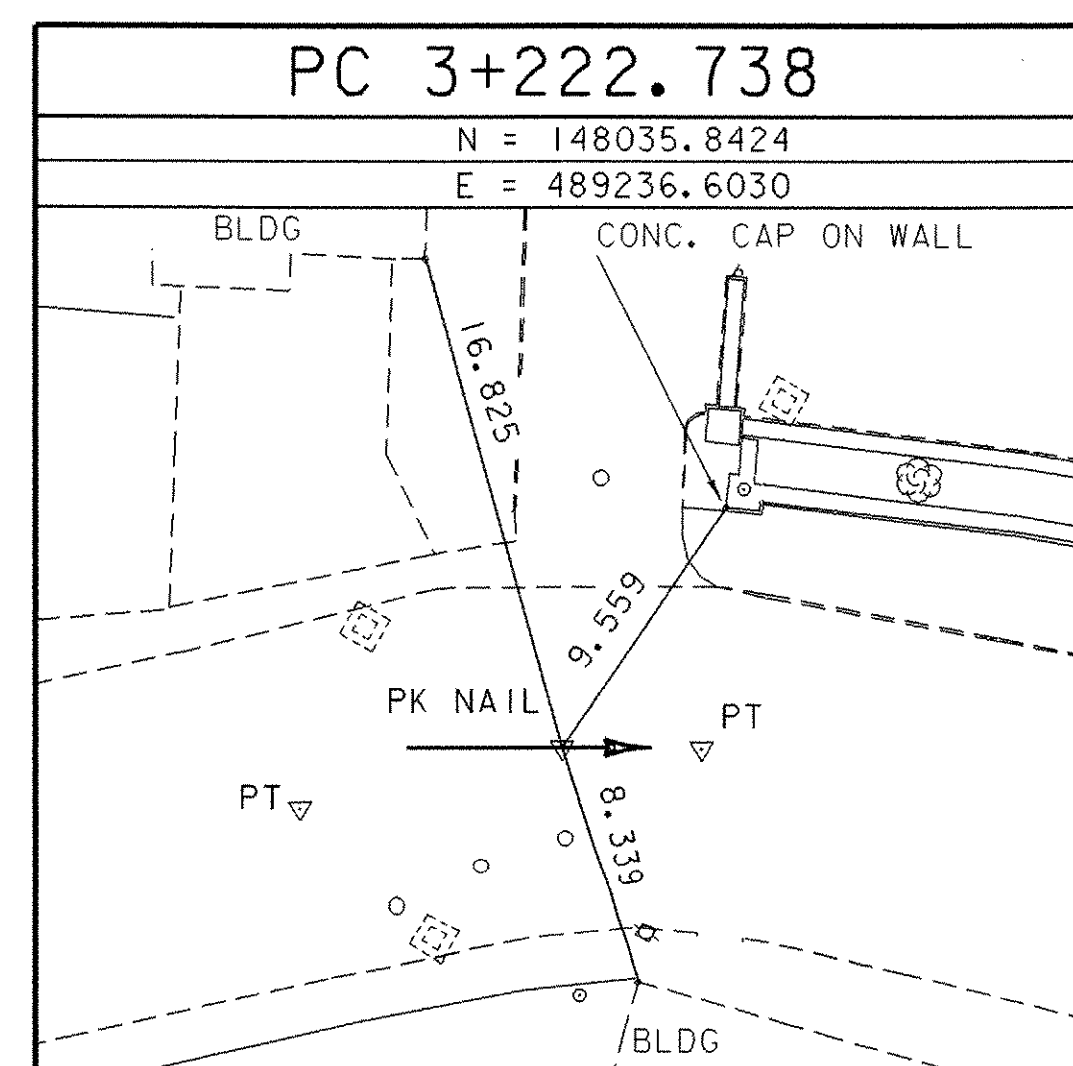 PC 3+222.738
N = 148035.8424
E = 489236.6030
BLDG
CONC. CAP ON WALL
16.825
9.559
PK NAIL
PT
PT
8.339
BLDG